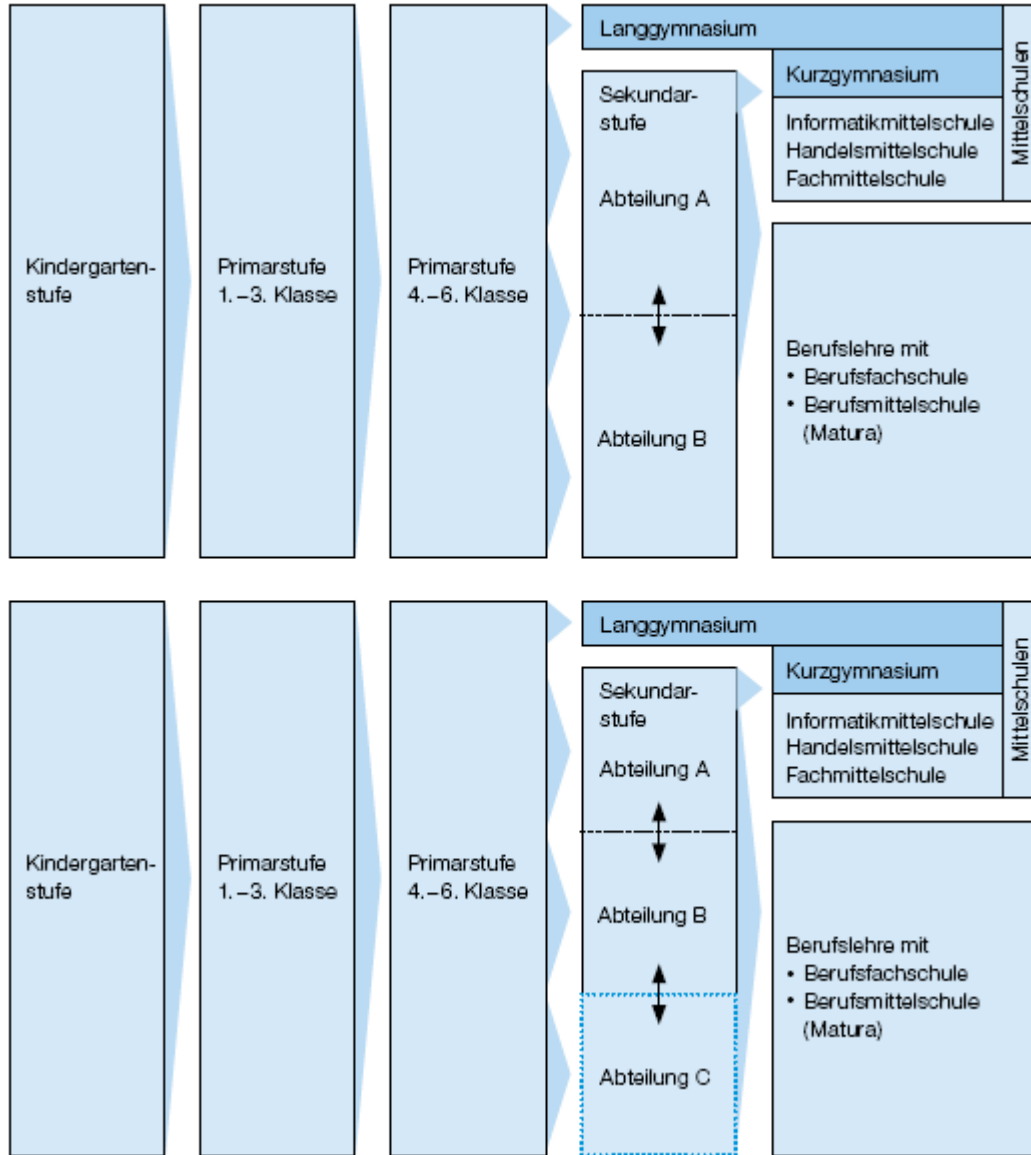 Kindergarten-
stufe
Primarstufe
1.–3. Klasse
Primarstufe
4.–6. Klasse
Langgymnasium
Sekundar-
stufe
Abteilung A
Abteilung B
Kurzgymnasium
Informatikmittelschule
Handelsmittelschule
Fachmittelschule
Mittelschulen
Berufslehre mit
• Berufsfachschule
• Berufsmittelschule
(Matura)
Kindergarten-
stufe
Primarstufe
1.–3. Klasse
Primarstufe
4.–6. Klasse
Langgymnasium
Sekundar-
stufe
Abteilung A
Abteilung B
Abteilung C
Kurzgymnasium
Informatikmittelschule
Handelsmittelschule
Fachmittelschule
Mittelschulen
Berufslehre mit
• Berufsfachschule
• Berufsmittelschule
(Matura)